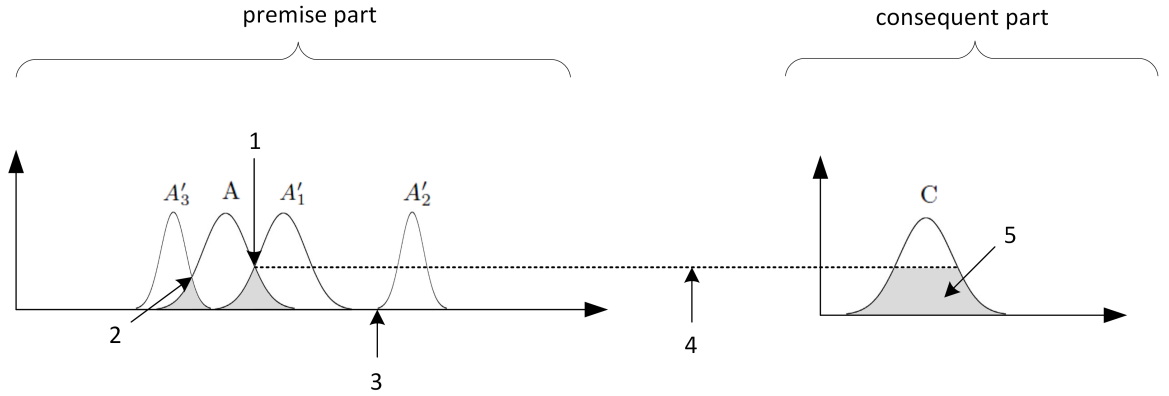 premise part
consequent part
1
A′₃
A
A′₁
A′₂
C
5
2
4
3